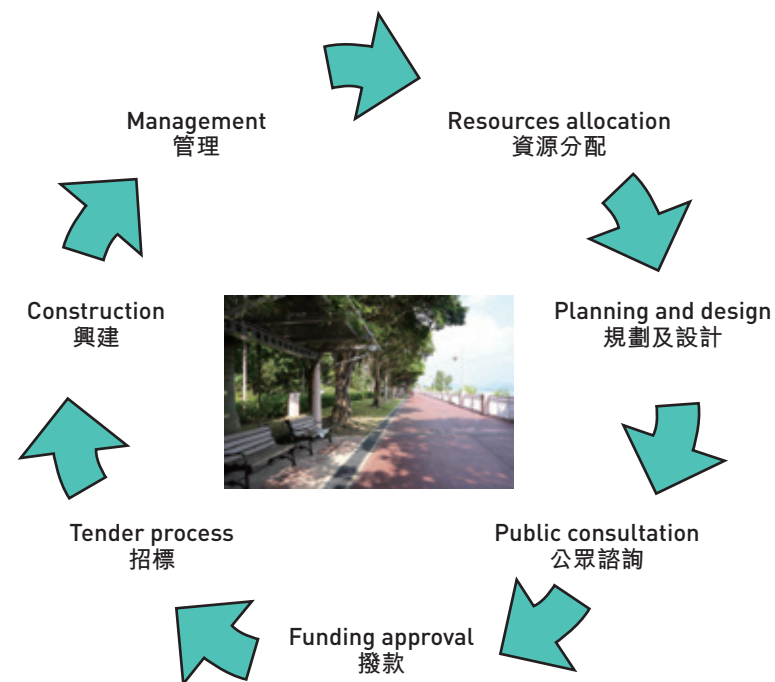 Management
管理
Resources allocation
資源分配
Planning and design
規劃及設計
Public consultation
公眾諮詢
Funding approval
撥款
Tender process
招標
Construction
興建